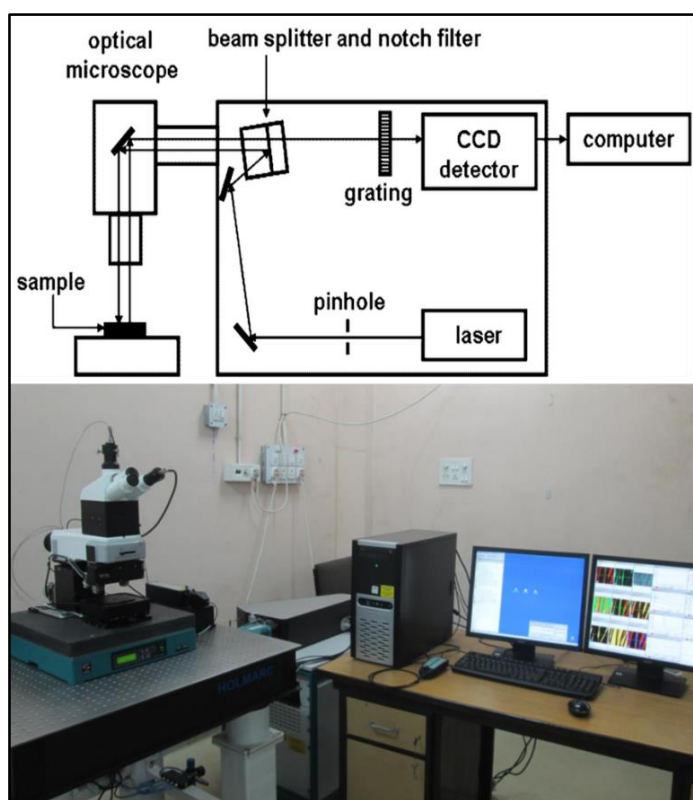 beam splitter and notch filter
optical
microscope
CCD
detector
computer
grating
sample
pinhole
laser
HOLMARC